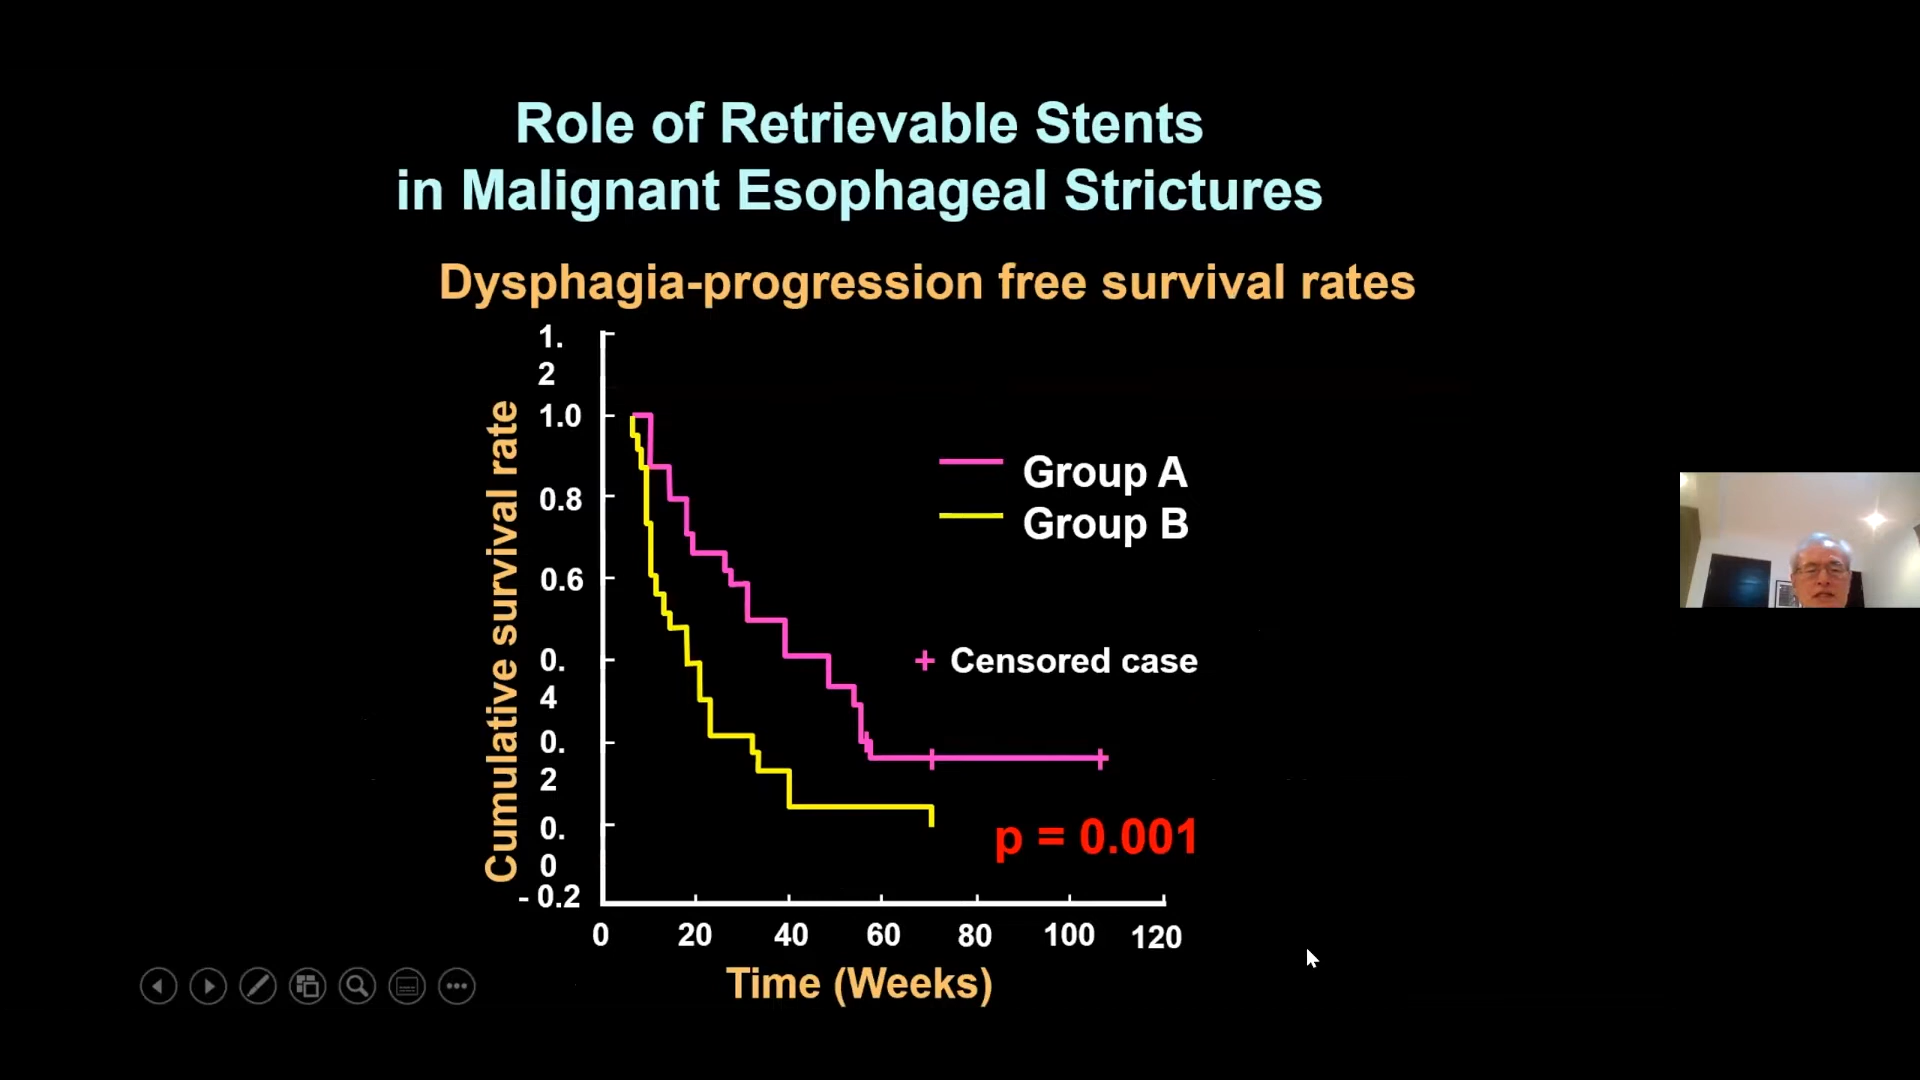 Role of Retrievable Stents
in Malignant Esophageal Strictures
Dysphagia-progression free survival rates
Cumulative survival rate
1.
2
1.0
0.8
0.6
0.
4
0.
2
0.
0
- 0.2
Group A
Group B
+ Censored case
p = 0.001
0 20 40 60 80 100 120
Time (Weeks)